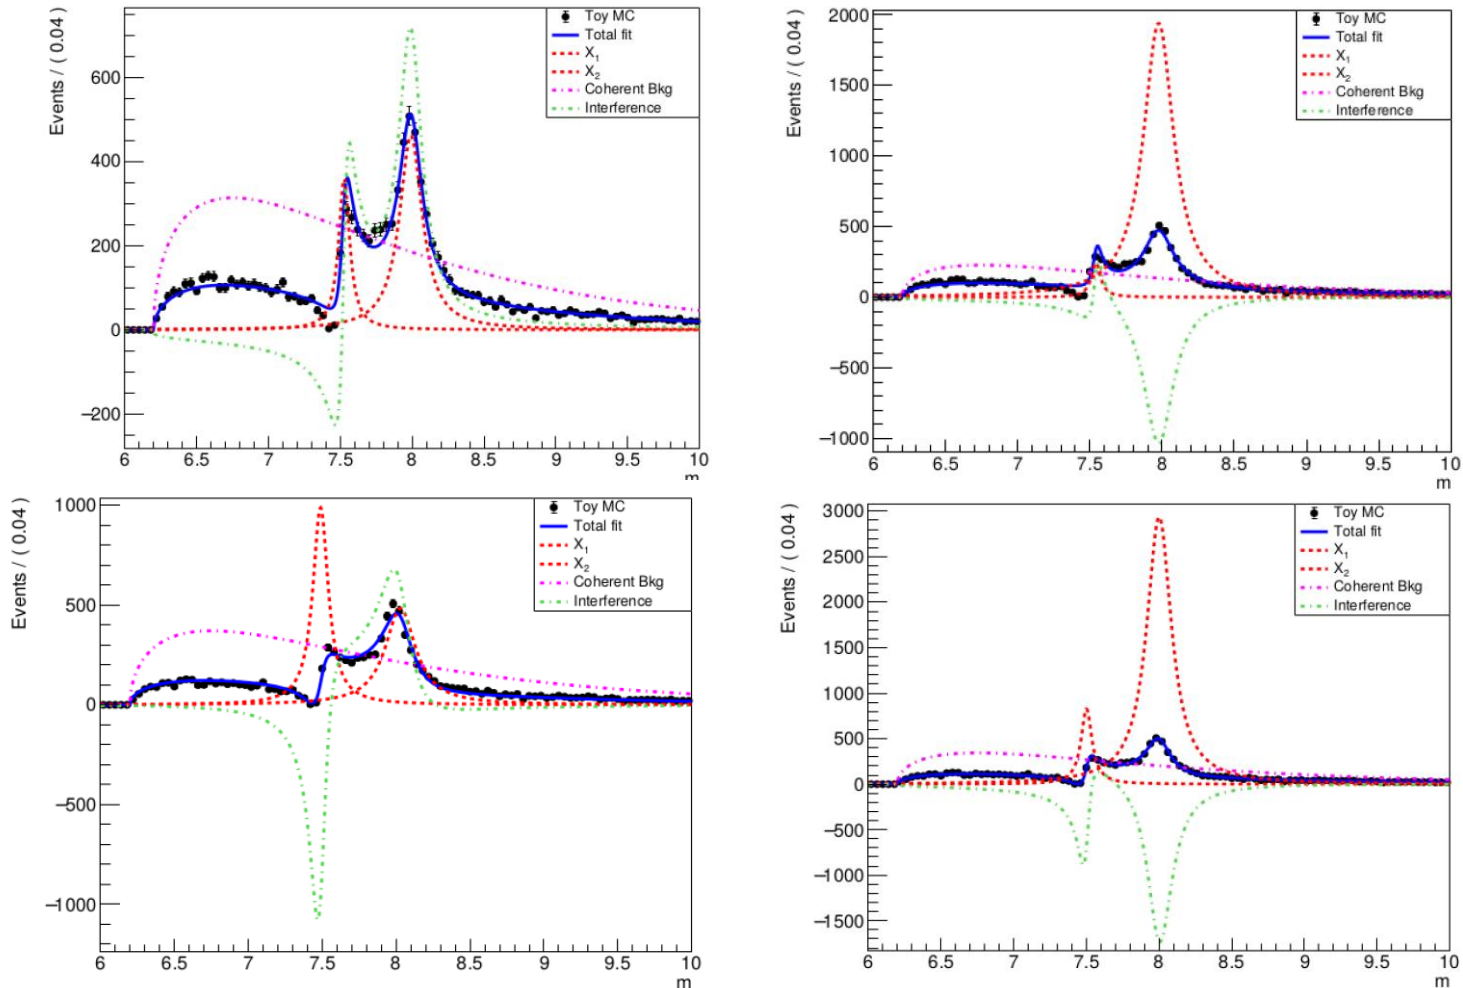 Events / ( 0.04 )
Toy MC
Total fit
X₁
X₂
Coherent Bkg
Interference
600
400
200
0
−200
6 6.5 7 7.5 8 8.5 9 9.5 10
m
Events / ( 0.04 )
Toy MC
Total fit
X₁
X₂
Coherent Bkg
Interference
2000
1500
1000
500
0
−500
−1000
6 6.5 7 7.5 8 8.5 9 9.5 10
m
Events / ( 0.04 )
Toy MC
Total fit
X₁
X₂
Coherent Bkg
Interference
1000
500
0
−500
−1000
6 6.5 7 7.5 8 8.5 9 9.5 10
m
Events / ( 0.04 )
Toy MC
Total fit
X₁
X₂
Coherent Bkg
Interference
3000
2500
2000
1500
1000
500
0
−500
−1000
−1500
6 6.5 7 7.5 8 8.5 9 9.5 10
m